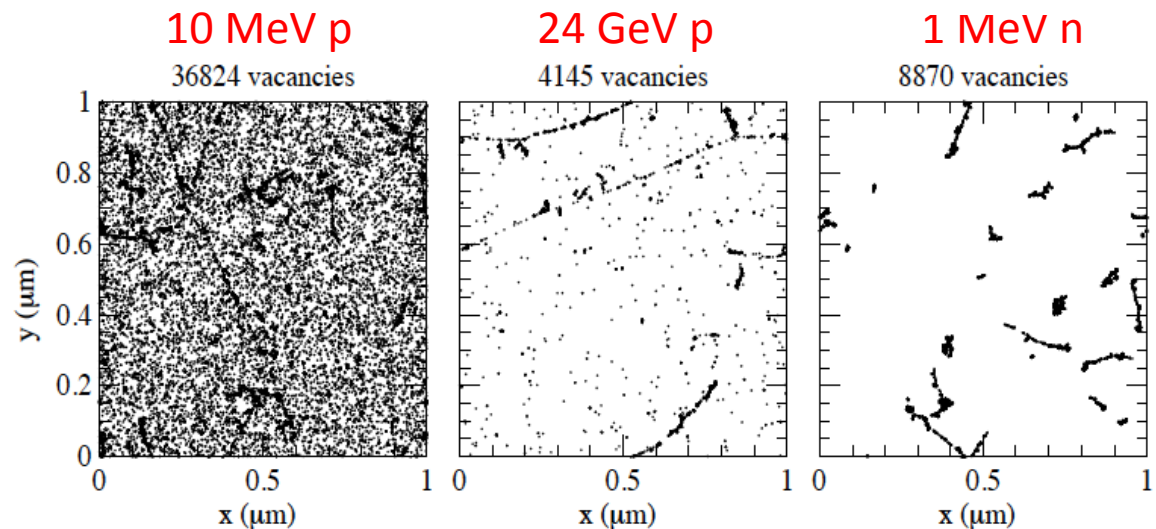 10 MeV p
24 GeV p
1 MeV n
36824 vacancies
4145 vacancies
8870 vacancies
y (μm)
1
0.8
0.6
0.4
0.2
0
0
0.5
1
0
0.5
1
0
0.5
1
x (μm)
x (μm)
x (μm)